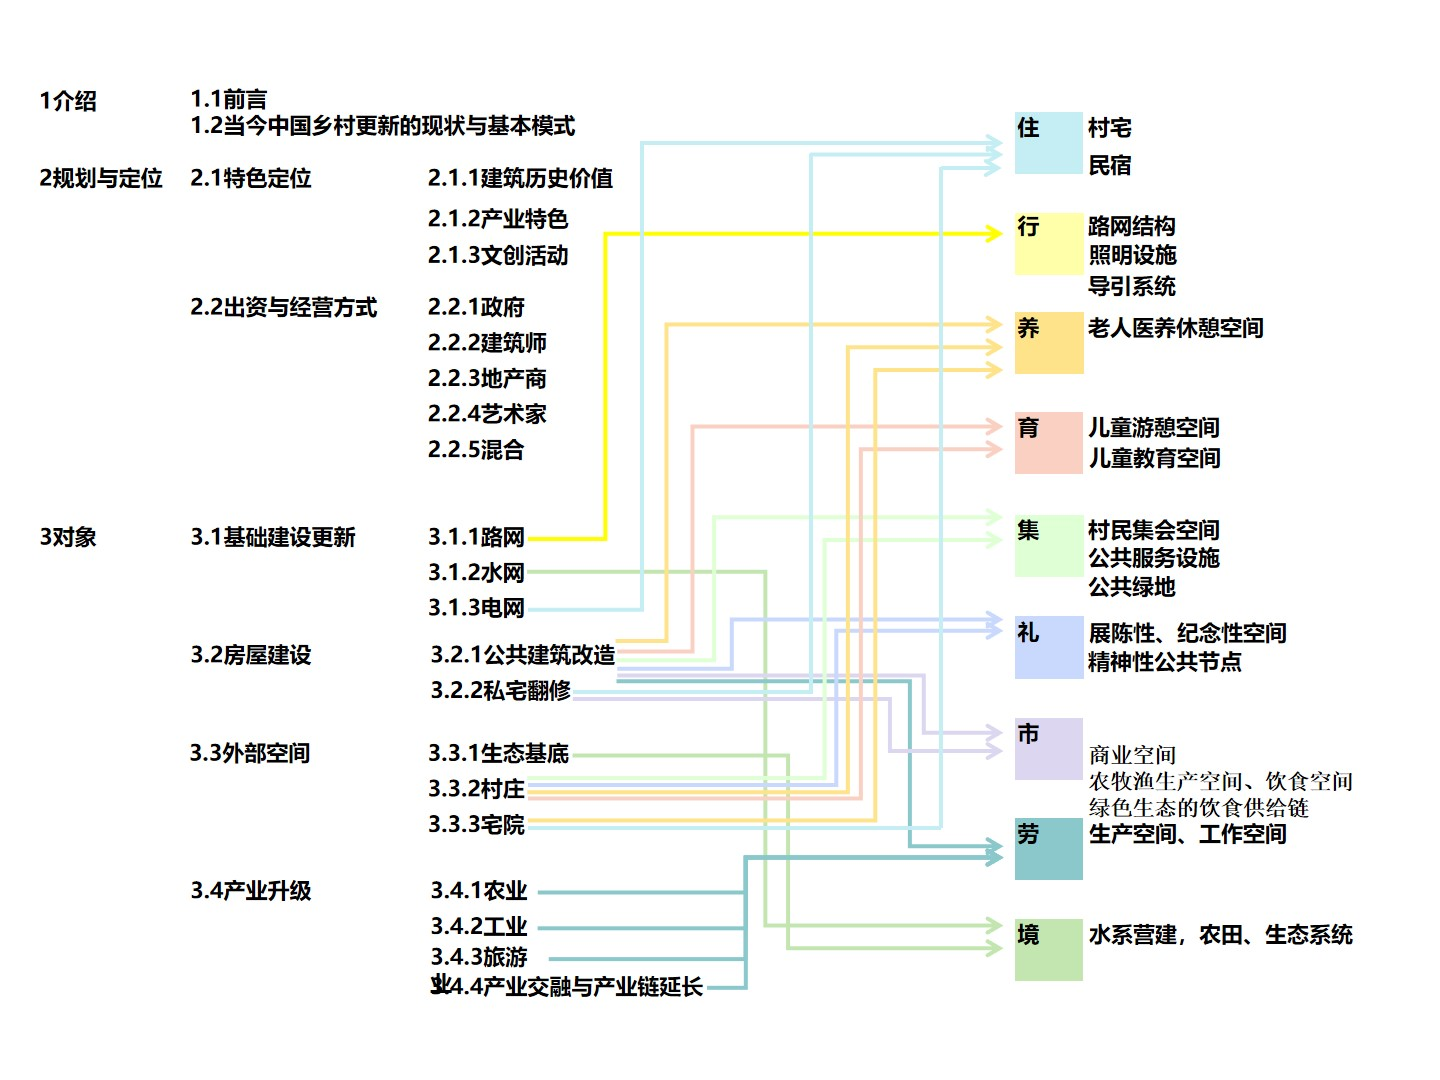 1介绍
1.1前言
1.2当今中国乡村更新的现状与基本模式
2规划与定位
2.1特色定位
2.1.1建筑历史价值
2.1.2产业特色
2.1.3文创活动
2.2出资与经营方式
2.2.1政府
2.2.2建筑师
2.2.3地产商
2.2.4艺术家
2.2.5混合
3对象
3.1基础建设更新
3.1.1路网
3.1.2水网
3.1.3电网
3.2房屋建设
3.2.1公共建筑改造
3.2.2私宅翻修
3.3外部空间
3.3.1生态基底
3.3.2村庄
3.3.3宅院
3.4产业升级
3.4.1农业
3.4.2工业
3.4.3旅游
业
3.4.4产业交融与产业链延长
住
村宅
民宿
行
路网结构
照明设施
导引系统
养
老人医养休憩空间
育
儿童游憩空间
儿童教育空间
集
村民集会空间
公共服务设施
公共绿地
礼
展陈性、纪念性空间
精神性公共节点
市
商业空间
农牧渔生产空间、饮食空间
绿色生态的饮食供给链
劳
生产空间、工作空间
境
水系营建，农田、生态系统